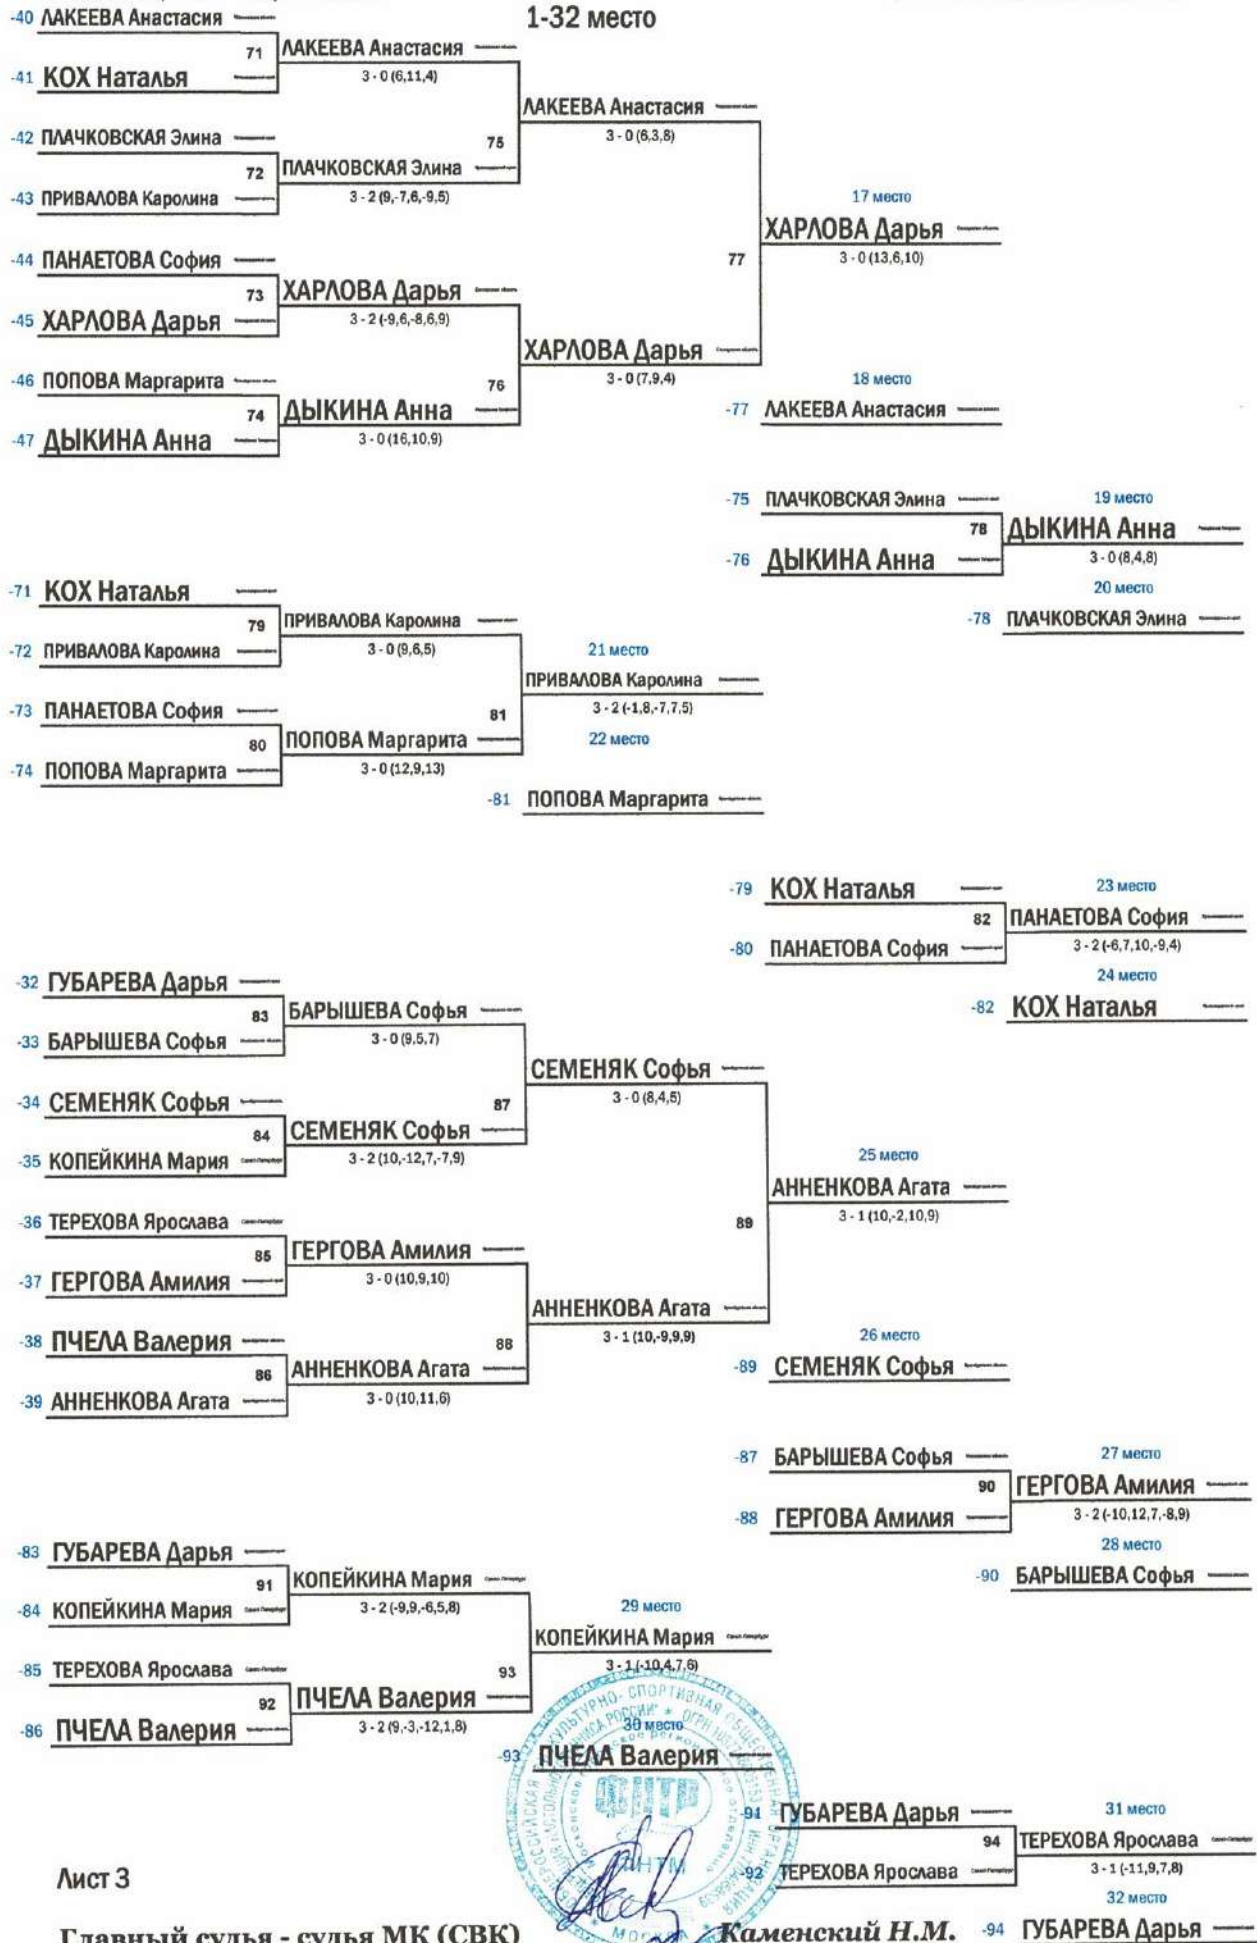 1-32 место
-40 ЛАКЕЕВА Анастасия
71 ЛАКЕЕВА Анастасия
-41 КОХ Наталья
3 - 0 (6,11,4)
ЛАКЕЕВА Анастасия
-42 ПЛАЧКОВСКАЯ Элина
75
3 - 0 (6,3,8)
72 ПЛАЧКОВСКАЯ Элина
-43 ПРИВАЛОВА Каролина
3 - 2 (9,-7,6,-9,5)
17 место
ХАРЛОВА Дарья
-44 ПАНАЕТОВА София
77
3 - 0 (13,6,10)
73 ХАРЛОВА Дарья
-45 ХАРЛОВА Дарья
3 - 2 (-9,6,-8,6,9)
ХАРЛОВА Дарья
-46 ПОПОВА Маргарита
76
3 - 0 (7,9,4)
18 место
74 ДЫКИНА Анна
-77 ЛАКЕЕВА Анастасия
-47 ДЫКИНА Анна
3 - 0 (16,10,9)
-75 ПЛАЧКОВСКАЯ Элина
19 место
78 ДЫКИНА Анна
-76 ДЫКИНА Анна
3 - 0 (8,4,8)
-71 КОХ Наталья
20 место
79 ПРИВАЛОВА Каролина
-78 ПЛАЧКОВСКАЯ Элина
-72 ПРИВАЛОВА Каролина
3 - 0 (9,6,5)
21 место
ПРИВАЛОВА Каролина
-73 ПАНАЕТОВА София
81
3 - 2 (-1,8,-7,7,5)
80 ПОПОВА Маргарита
22 место
-74 ПОПОВА Маргарита
3 - 0 (12,9,13)
-81 ПОПОВА Маргарита
-79 КОХ Наталья
23 место
82 ПАНАЕТОВА София
-80 ПАНАЕТОВА София
3 - 2 (-6,7,10,-9,4)
-32 ГУБАРЕВА Дарья
24 место
83 БАРЫШЕВА Софья
-82 КОХ Наталья
-33 БАРЫШЕВА Софья
3 - 0 (9,5,7)
СЕМЕНЯК Софья
-34 СЕМЕНЯК Софья
87
3 - 0 (8,4,5)
84 СЕМЕНЯК Софья
-35 КОПЕЙКИНА Мария
3 - 2 (10,-12,7,-7,9)
25 место
АННЕНКОВА Агата
-36 ТЕРЕХОВА Ярослава
89
3 - 1 (10,-2,10,9)
85 ГЕРГОВА Амилия
-37 ГЕРГОВА Амилия
3 - 0 (10,9,10)
АННЕНКОВА Агата
-38 ПЧЕЛА Валерия
88
3 - 1 (10,-9,9,9)
26 место
86 АННЕНКОВА Агата
-89 СЕМЕНЯК Софья
-39 АННЕНКОВА Агата
3 - 0 (10,11,6)
-87 БАРЫШЕВА Софья
27 место
90 ГЕРГОВА Амилия
-88 ГЕРГОВА Амилия
3 - 2 (-10,12,7,-8,9)
-83 ГУБАРЕВА Дарья
28 место
91 КОПЕЙКИНА Мария
-90 БАРЫШЕВА Софья
-84 КОПЕЙКИНА Мария
3 - 2 (-9,9,-6,5,8)
29 место
КОПЕЙКИНА Мария
-85 ТЕРЕХОВА Ярослава
93
3 - 1 (-10,4,7,6)
92 ПЧЕЛА Валерия
-86 ПЧЕЛА Валерия
3 - 2 (9,-3,-12,1,8)
30 место
-93 ПЧЕЛА Валерия
-91 ГУБАРЕВА Дарья
31 место
94 ТЕРЕХОВА Ярослава
-92 ТЕРЕХОВА Ярослава
3 - 1 (-11,9,7,8)
Лист 3
32 место
Главный судья - судья МК (СВК)
Каменский Н.М.
-94 ГУБАРЕВА Дарья